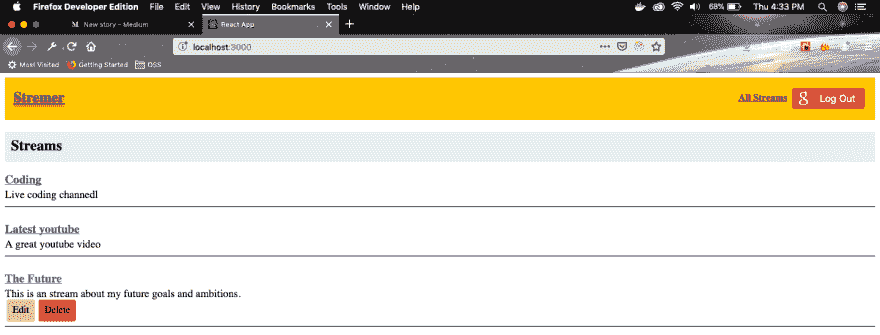 Firefox Developer Edition File Edit View History Bookmarks Tools Window Help 68% Thu 4:33 PM
New story – Medium React App
localhost:3000
Most Visited Getting Started OSS
Stremer All Streams Log Out
Streams
Coding
Live coding channedl
Latest youtube
A great youtube video
The Future
This is an stream about my future goals and ambitions.
Edit Delete